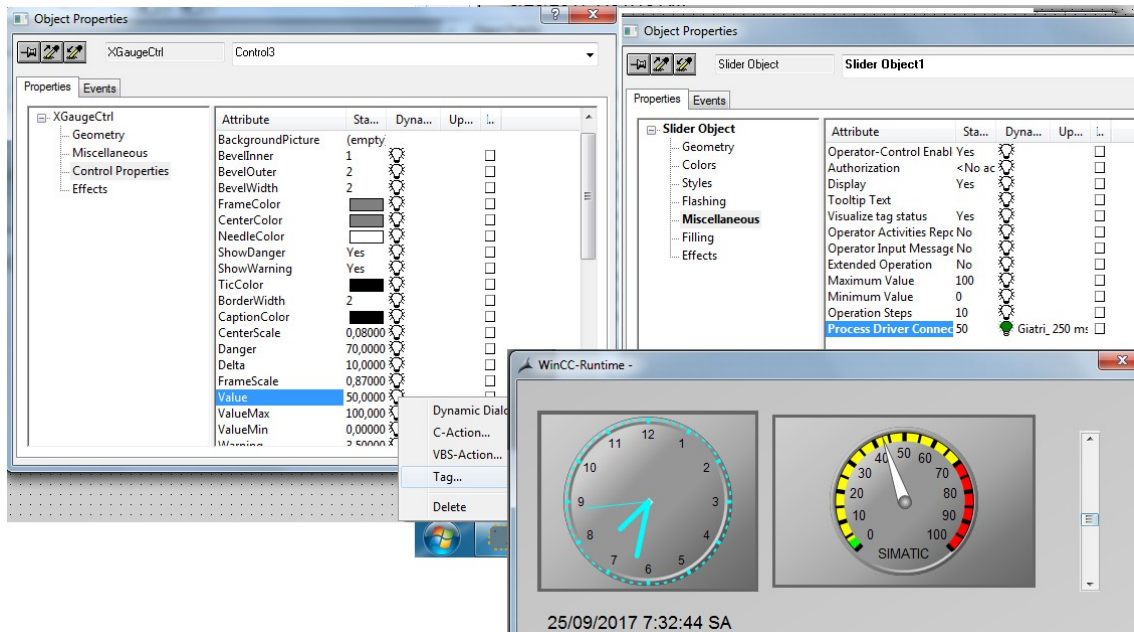 Object Properties
XGaugeCtrl Control3
Properties Events
XGaugeCtrl
Geometry
Miscellaneous
Control Properties
Effects
Attribute Sta... Dyna... Up... I..
BackgroundPicture (empty)
BevelInner 1
BevelOuter 2
BevelWidth 2
FrameColor
CenterColor
NeedleColor
ShowDanger Yes
ShowWarning Yes
TicColor
BorderWidth 2
CaptionColor
CenterScale 0,08000
Danger 70,0000
Delta 10,0000
FrameScale 0,87000
Value 50,0000
ValueMax 100,000
ValueMin 0,00000
Warning 2,50000
Dynamic Dialo
C-Action...
VBS-Action...
Tag...
Delete
Object Properties
Slider Object Slider Object1
Properties Events
Slider Object
Geometry
Colors
Styles
Flashing
Miscellaneous
Filling
Effects
Attribute Sta... Dyna... Up... I..
Operator-Control Enabl Yes
Authorization <No ac
Display Yes
Tooltip Text
Visualize tag status Yes
Operator Activities Repo No
Operator Input Message No
Extended Operation No
Maximum Value 100
Minimum Value 0
Operation Steps 10
Process Driver Connec 50 Giatri_ 250 ms
WinCC-Runtime -
12
1
2
3
4
5
6
7
8
9
10
11
0
10
20
30
40
50
60
70
80
90
100
SIMATIC
25/09/2017 7:32:44 SA